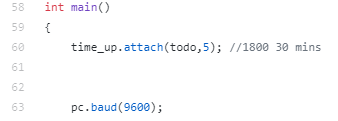 58 int main()
59 {
60 time_up.attach(todo,5); //1800 30 mins
61
62
63 pc.baud(9600);